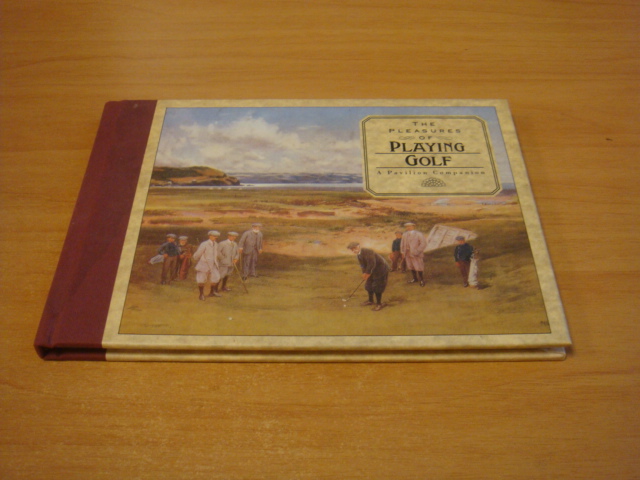 THE
PLEASURES
OF
PLAYING
GOLF
A Pavilion Companion